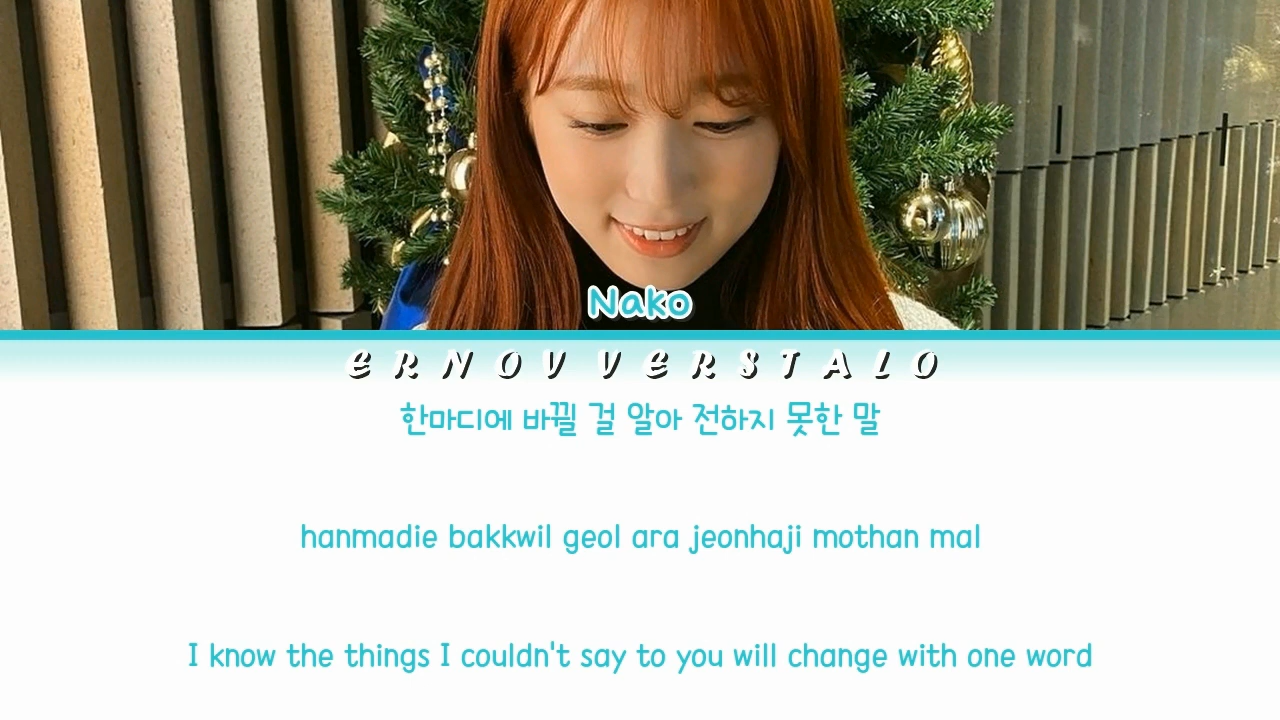 Nako
ERNOV VERSTALO
한마디에 바뀔 걸 알아 전하지 못한 말
hanmadie bakkwil geol ara jeonhaji mothan mal
I know the things I couldn't say to you will change with one word